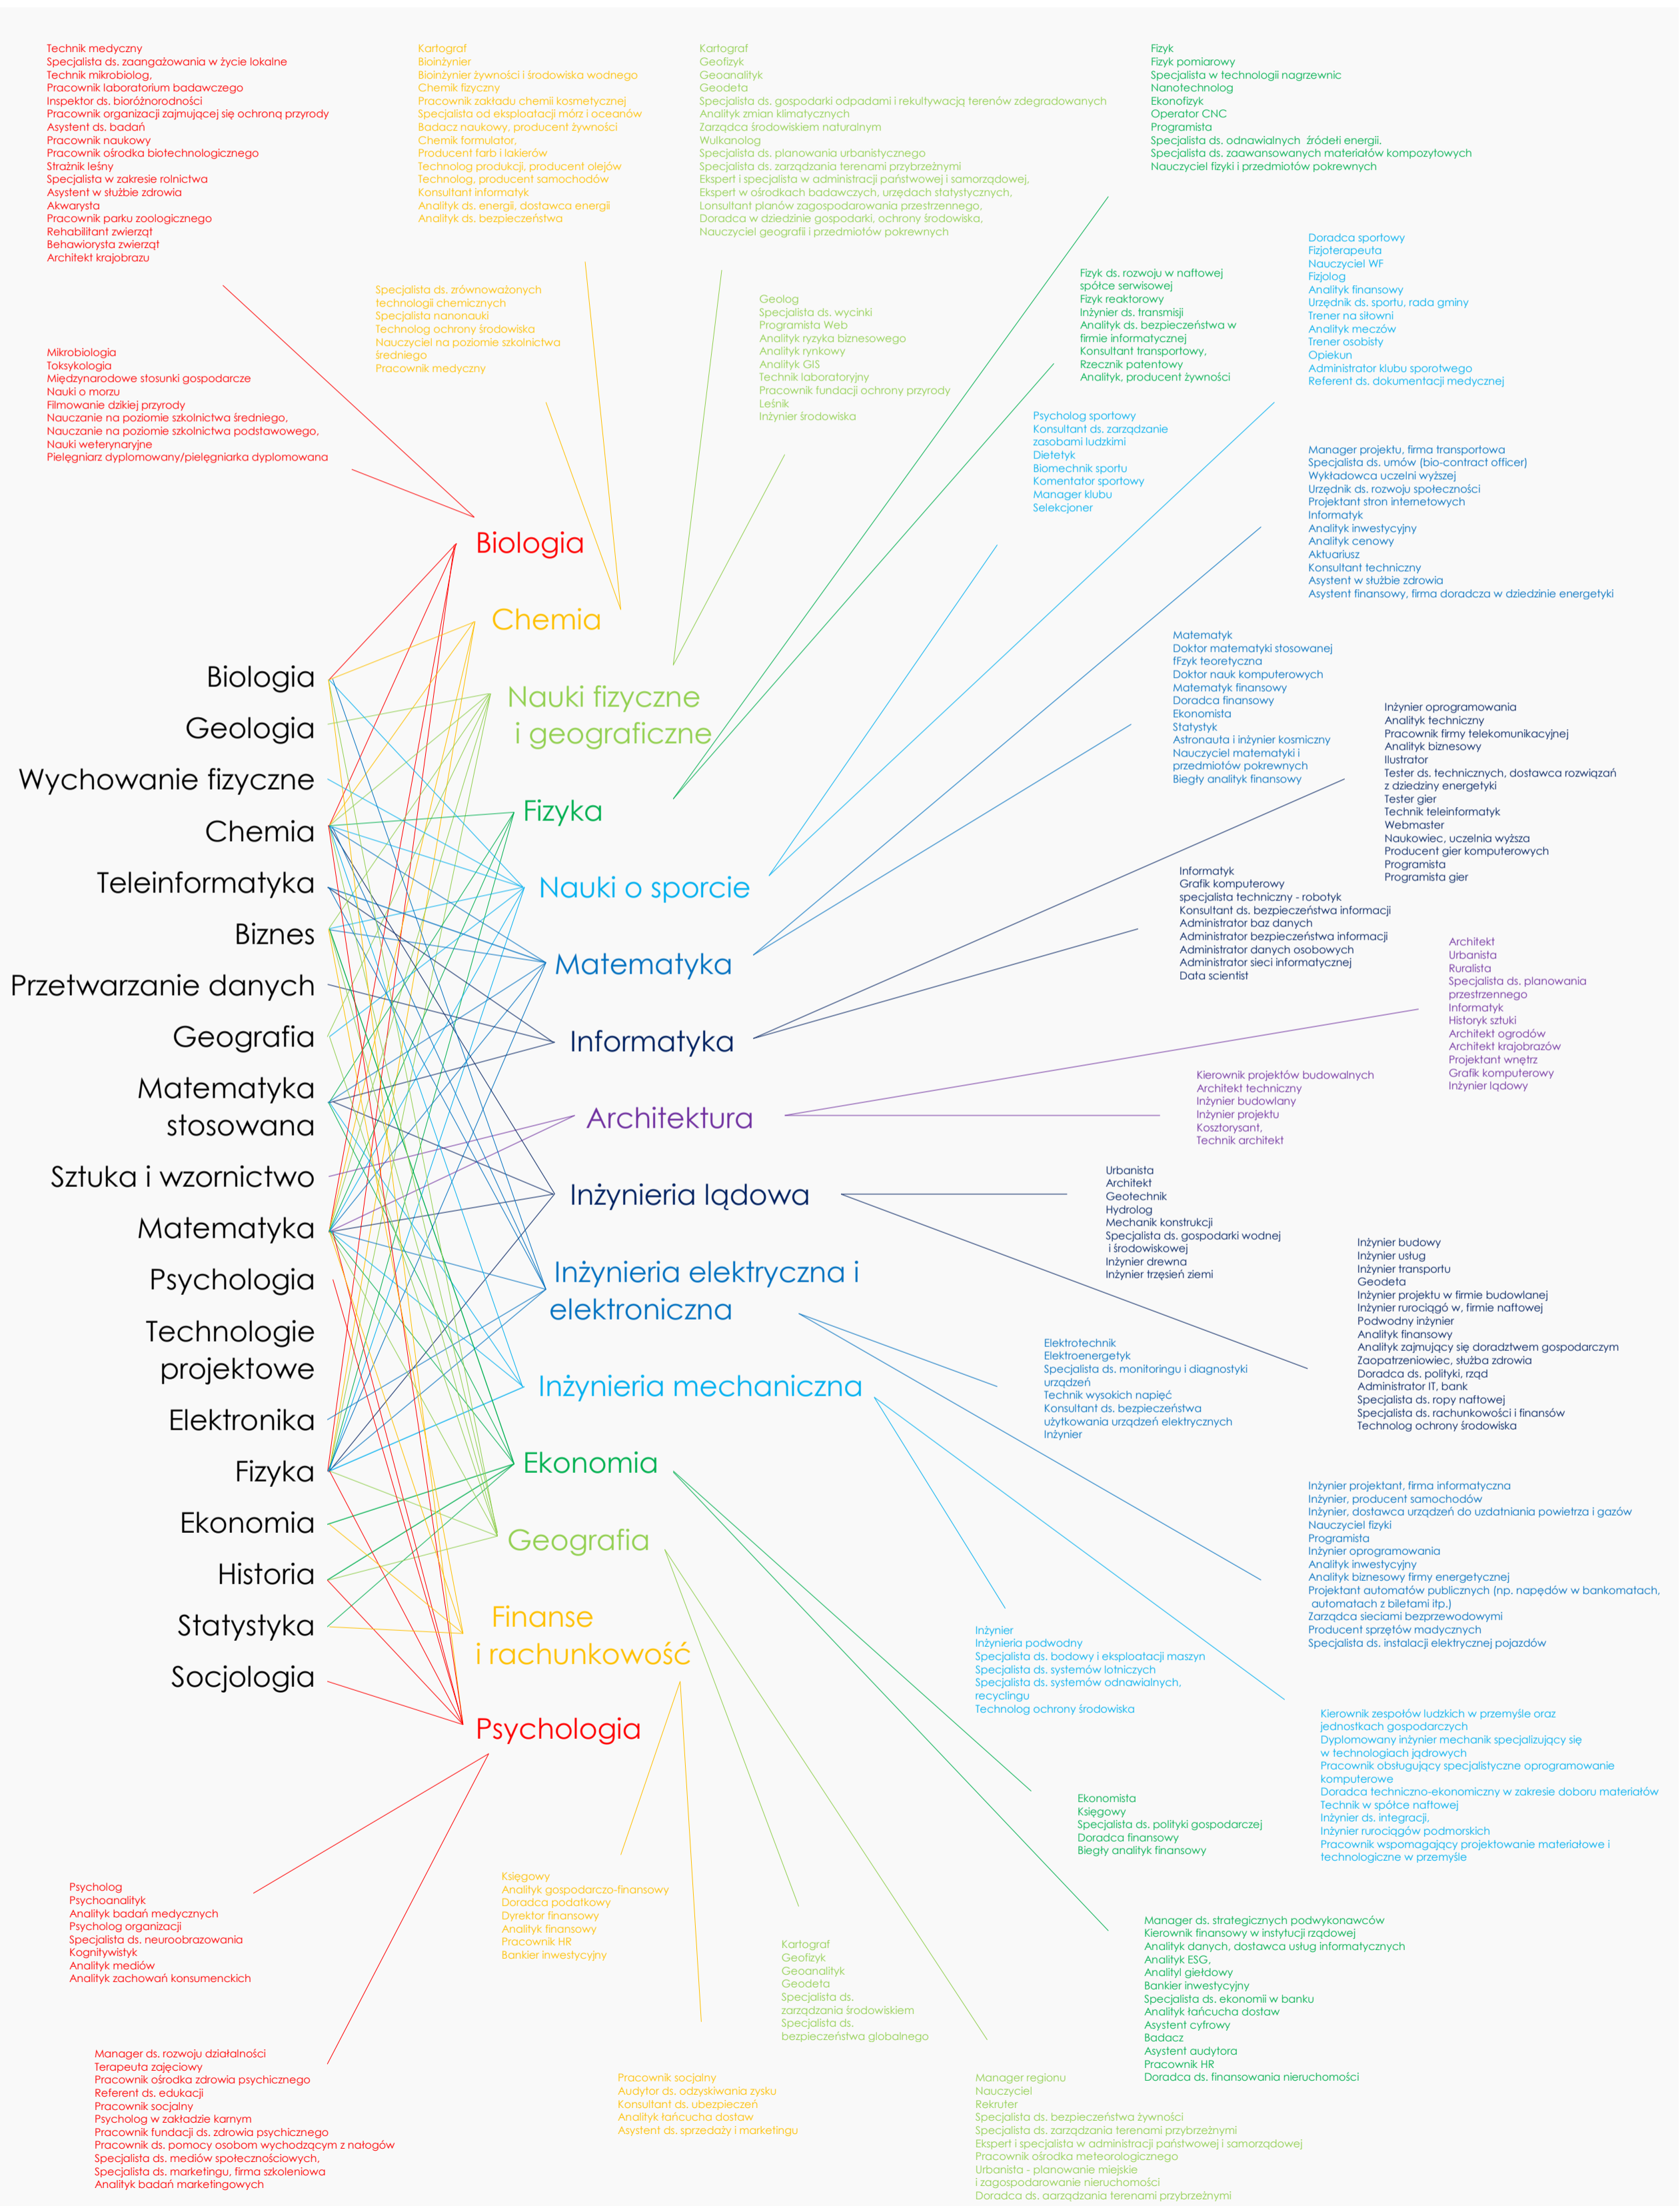 Technik medyczny
Specjalista ds. zaangażowania w życie lokalne
Technik mikrobiolog,
Pracownik laboratorium badawczego
Inspektor ds. bioróżnorodności
Pracownik organizacji zajmującej się ochroną przyrody
Asystent ds. badań
Pracownik naukowy
Pracownik ośrodka biotechnologicznego
Strażnik leśny
Specjalista w zakresie rolnictwa
Asystent w służbie zdrowia
Akwarysta
Pracownik parku zoologicznego
Rehabilitant zwierząt
Behawiorysta zwierząt
Architekt krajobrazu
Kartograf
Bioinżynier
Bioinżynier żywności i środowiska wodnego
Chemik fizyczny
Pracownik zakładu chemii kosmetycznej
Specjalista od eksploatacji mórz i oceanów
Badacz naukowy, producent żywności
Chemik formulator,
Producent farb i lakierów
Technolog produkcji, producent olejów
Technolog, producent samochodów
Konsultant informatyk
Analityk ds. energii, dostawca energii
Analityk ds. bezpieczeństwa
Kartograf
Geofizyk
Geoanalityk
Geodeta
Specjalista ds. gospodarki odpadami i rekultywacją terenów zdegradowanych
Analityk zmian klimatycznych
Zarządca środowiskiem naturalnym
Wulkanolog
Specjalista ds. planowania urbanistycznego
Specjalista ds. zarządzania terenami przybrzeżnymi
Ekspert i specjalista w administracji państwowej i samorządowej,
Ekspert w ośrodkach badawczych, urzędach statystycznych,
Lonsultant planów zagospodarowania przestrzennego,
Doradca w dziedzinie gospodarki, ochrony środowiska,
Nauczyciel geografii i przedmiotów pokrewnych
Fizyk
Fizyk pomiarowy
Specjalista w technologii nagrzewnic
Nanotechnolog
Ekonofizyk
Operator CNC
Programista
Specjalista ds. odnawialnych źródełi energii.
Specjalista ds. zaawansowanych materiałów kompozytowych
Nauczyciel fizyki i przedmiotów pokrewnych
Doradca sportowy
Fizjoterapeuta
Nauczyciel WF
Fizjolog
Analityk finansowy
Urzędnik ds. sportu, rada gminy
Trener na siłowni
Analityk meczów
Trener osobisty
Opiekun
Administrator klubu sporotwego
Referent ds. dokumentacji medycznej
Specjalista ds. zrównoważonych
technologii chemicznych
Specjalista nanonauki
Technolog ochrony środowiska
Nauczyciel na poziomie szkolnictwa
średniego
Pracownik medyczny
Geolog
Specjalista ds. wycinki
Programista Web
Analityk ryzyka biznesowego
Analityk rynkowy
Analityk GIS
Technik laboratoryjny
Pracownik fundacji ochrony przyrody
Leśnik
Inżynier środowiska
Fizyk ds. rozwoju w naftowej
spółce serwisowej
Fizyk reaktorowy
Inżynier ds. transmisji
Analityk ds. bezpieczeństwa w
firmie informatycznej
Konsultant transportowy,
Rzecznik patentowy
Analityk, producent żywności
Mikrobiologia
Toksykologia
Międzynarodowe stosunki gospodarcze
Nauki o morzu
Filmowanie dzikiej przyrody
Nauczanie na poziomie szkolnictwa średniego,
Nauczanie na poziomie szkolnictwa podstawowego,
Nauki weterynaryjne
Pielęgniarz dyplomowany/pielęgniarka dyplomowana
Psycholog sportowy
Konsultant ds. zarządzanie
zasobami ludzkimi
Dietetyk
Biomechnik sportu
Komentator sportowy
Manager klubu
Selekcjoner
Manager projektu, firma transportowa
Specjalista ds. umów (bio-contract officer)
Wykładowca uczelni wyższej
Urzędnik ds. rozwoju społeczności
Projektant stron internetowych
Informatyk
Analityk inwestycyjny
Analityk cenowy
Aktuariusz
Konsultant techniczny
Asystent w służbie zdrowia
Asystent finansowy, firma doradcza w dziedzinie energetyki
Matematyk
Doktor matematyki stosowanej
fFzyk teoretyczna
Doktor nauk komputerowych
Matematyk finansowy
Doradca finansowy
Ekonomista
Statystyk
Astronauta i inżynier kosmiczny
Nauczyciel matematyki i
przedmiotów pokrewnych
Biegły analityk finansowy
Inżynier oprogramowania
Analityk techniczny
Pracownik firmy telekomunikacyjnej
Analityk biznesowy
Ilustrator
Tester ds. technicznych, dostawca rozwiązań
z dziedziny energetyki
Tester gier
Technik teleinformatyk
Webmaster
Naukowiec, uczelnia wyższa
Producent gier komputerowych
Programista
Programista gier
Informatyk
Grafik komputerowy
specjalista techniczny - robotyk
Konsultant ds. bezpieczeństwa informacji
Administrator baz danych
Administrator bezpieczeństwa informacji
Administrator danych osobowych
Administrator sieci informatycznej
Data scientist
Architekt
Urbanista
Ruralista
Specjalista ds. planowania
przestrzennego
Informatyk
Historyk sztuki
Architekt ogrodów
Architekt krajobrazów
Projektant wnętrz
Grafik komputerowy
Inżynier lądowy
Kierownik projektów budowalnych
Architekt techniczny
Inżynier budowlany
Inżynier projektu
Kosztorysant,
Technik architekt
Biologia
Geologia
Wychowanie fizyczne
Chemia
Teleinformatyka
Biznes
Przetwarzanie danych
Geografia
Matematyka
stosowana
Sztuka i wzornictwo
Matematyka
Psychologia
Technologie
projektowe
Elektronika
Fizyka
Ekonomia
Historia
Statystyka
Socjologia
Biologia
Chemia
Nauki fizyczne
i geograficzne
Fizyka
Nauki o sporcie
Matematyka
Informatyka
Architektura
Inżynieria lądowa
Inżynieria elektryczna i
elektroniczna
Inżynieria mechaniczna
Ekonomia
Geografia
Finanse
i rachunkowość
Psychologia
Urbanista
Architekt
Geotechnik
Hydrolog
Mechanik konstrukcji
Specjalista ds. gospodarki wodnej
i środowiskowej
Inżynier drewna
Inżynier trzęsień ziemi
Inżynier budowy
Inżynier usług
Inżynier transportu
Geodeta
Inżynier projektu w firmie budowlanej
Inżynier rurociągó w, firmie naftowej
Podwodny inżynier
Analityk finansowy
Analityk zajmujący się doradztwem gospodarczym
Zaopatrzeniowiec, służba zdrowia
Doradca ds. polityki, rząd
Administrator IT, bank
Specjalista ds. ropy naftowej
Specjalista ds. rachunkowości i finansów
Technolog ochrony środowiska
Elektrotechnik
Elektroenergetyk
Specjalista ds. monitoringu i diagnostyki
urządzeń
Technik wysokich napięć
Konsultant ds. bezpieczeństwa
użytkowania urządzeń elektrycznych
Inżynier
Inżynier projektant, firma informatyczna
Inżynier, producent samochodów
Inżynier, dostawca urządzeń do uzdatniania powietrza i gazów
Nauczyciel fizyki
Programista
Inżynier oprogramowania
Analityk inwestycyjny
Analityk biznesowy firmy energetycznej
Projektant automatów publicznych (np. napędów w bankomatach,
automatach z biletami itp.)
Zarządca sieciami bezprzewodowymi
Producent sprzętów madycznych
Specjalista ds. instalacji elektrycznej pojazdów
Inżynier
Inżynieria podwodny
Specjalista ds. bodowy i eksploatacji maszyn
Specjalista ds. systemów lotniczych
Specjalista ds. systemów odnawialnych,
recyclingu
Technolog ochrony środowiska
Kierownik zespołów ludzkich w przemyśle oraz
jednostkach gospodarczych
Dyplomowany inżynier mechanik specjalizujący się
w technologiach jądrowych
Pracownik obsługujący specjalistyczne oprogramowanie
komputerowe
Doradca techniczno-ekonomiczny w zakresie doboru materiałów
Technik w spółce naftowej
Inżynier ds. integracji,
Inżynier rurociągów podmorskich
Pracownik wspomagający projektowanie materiałowe i
technologiczne w przemyśle
Ekonomista
Księgowy
Specjalista ds. polityki gospodarczej
Doradca finansowy
Biegły analityk finansowy
Manager ds. strategicznych podwykonawców
Kierownik finansowy w instytucji rządowej
Analityk danych, dostawca usług informatycznych
Analityk ESG,
Analityl giełdowy
Bankier inwestycyjny
Specjalista ds. ekonomii w banku
Analityk łańcucha dostaw
Asystent cyfrowy
Badacz
Asystent audytora
Pracownik HR
Doradca ds. finansowania nieruchomości
Psycholog
Psychoanalityk
Analityk badań medycznych
Psycholog organizacji
Specjalista ds. neuroobrazowania
Kognitywistyk
Analityk mediów
Analityk zachowań konsumenckich
Księgowy
Analityk gospodarczo-finansowy
Doradca podatkowy
Dyrektor finansowy
Analityk finansowy
Pracownik HR
Bankier inwestycyjny
Kartograf
Geofizyk
Geoanalityk
Geodeta
Specjalista ds.
zarządzania środowiskiem
Specjalista ds.
bezpieczeństwa globalnego
Manager ds. rozwoju działalności
Terapeuta zajęciowy
Pracownik ośrodka zdrowia psychicznego
Referent ds. edukacji
Pracownik socjalny
Psycholog w zakładzie karnym
Pracownik fundacji ds. zdrowia psychicznego
Pracownik ds. pomocy osobom wychodzącym z nałogów
Specjalista ds. mediów społecznościowych,
Specjalista ds. marketingu, firma szkoleniowa
Analityk badań marketingowych
Pracownik socjalny
Audytor ds. odzyskiwania zysku
Konsultant ds. ubezpieczeń
Analityk łańcucha dostaw
Asystent ds. sprzedaży i marketingu
Manager regionu
Nauczyciel
Rekruter
Specjalista ds. bezpieczeństwa żywności
Specjalista ds. zarządzania terenami przybrzeżnymi
Ekspert i specjalista w administracji państwowej i samorządowej
Pracownik ośrodka meteorologicznego
Urbanista - planowanie miejskie
i zagospodarowanie nieruchomości
Doradca ds. aarządzania terenami przybrzeżnymi